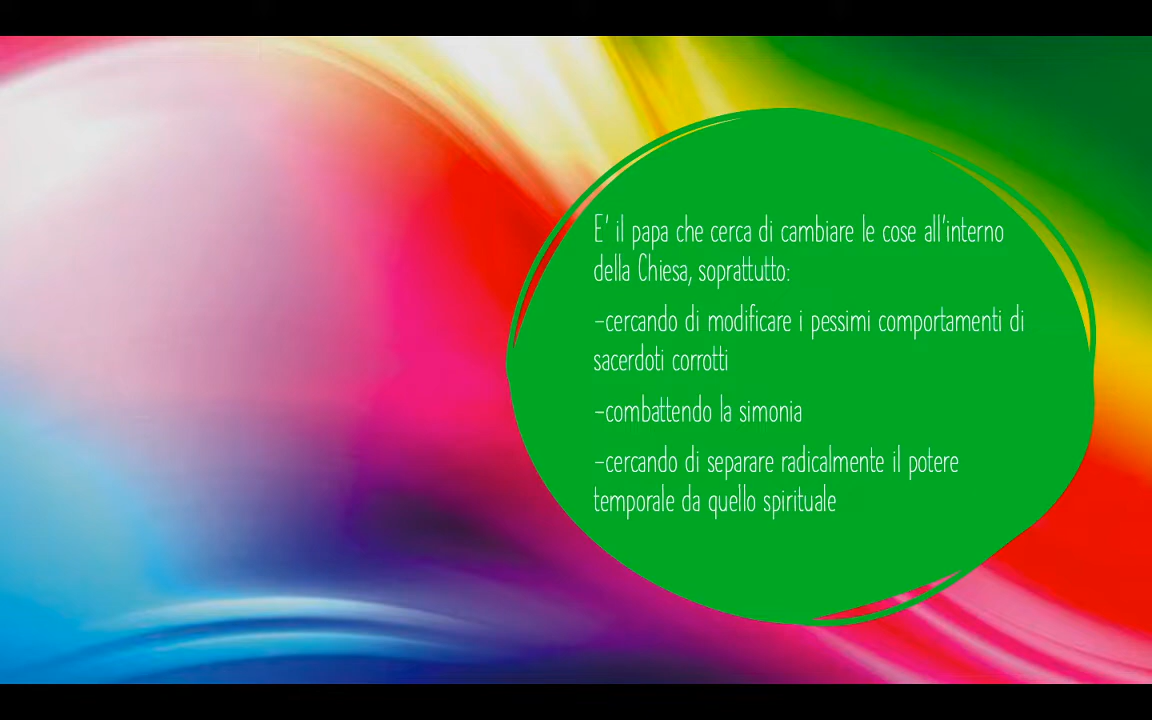 E' il papa che cerca di cambiare le cose all'interno
della Chiesa, soprattutto:
-cercando di modificare i pessimi comportamenti di
sacerdoti corrotti
-combattendo la simonia
-cercando di separare radicalmente il potere
temporale da quello spirituale